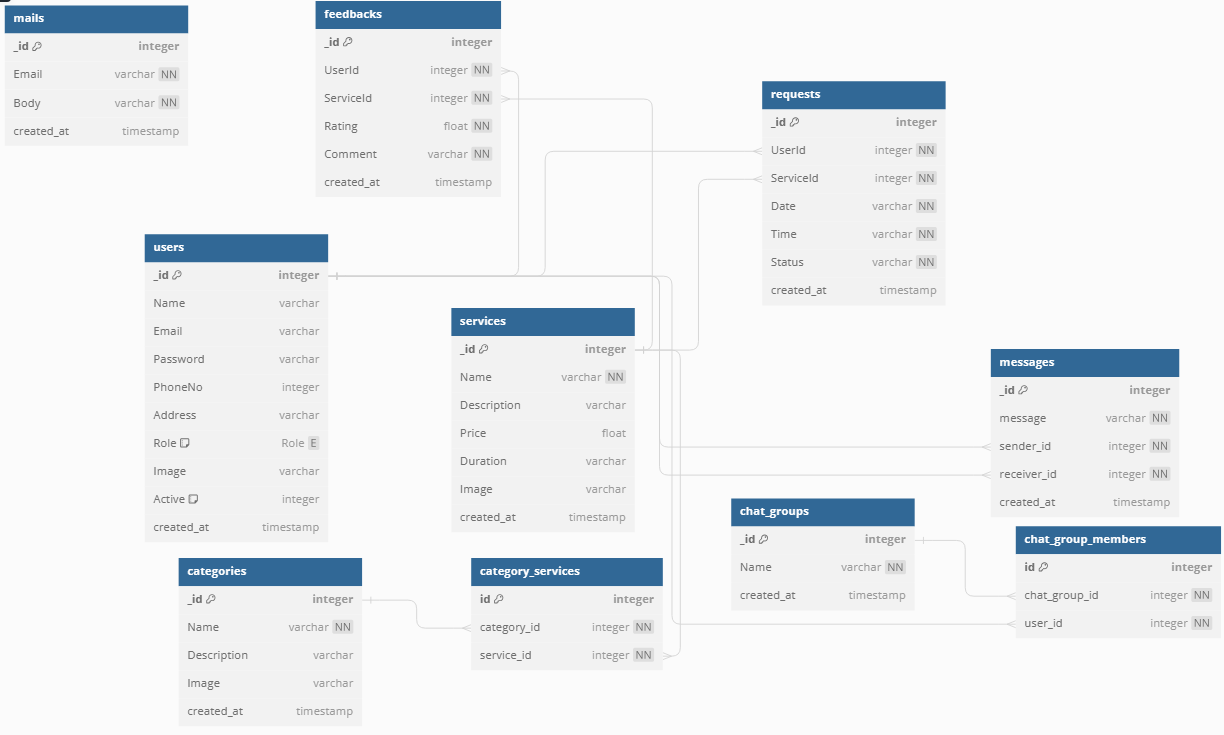 mails
_id integer
Email varchar NN
Body varchar NN
created_at timestamp
feedbacks
_id integer
UserId integer NN
ServiceId integer NN
Rating float NN
Comment varchar NN
created_at timestamp
requests
_id integer
UserId integer NN
ServiceId integer NN
Date varchar NN
Time varchar NN
Status varchar NN
created_at timestamp
users
_id integer
Name varchar
Email varchar
Password varchar
PhoneNo integer
Address varchar
Role Role E
Image varchar
Active integer
created_at timestamp
services
_id integer
Name varchar NN
Description varchar
Price float
Duration varchar
Image varchar
created_at timestamp
messages
_id integer
message varchar NN
sender_id integer NN
receiver_id integer NN
created_at timestamp
chat_groups
_id integer
Name varchar NN
created_at timestamp
chat_group_members
id integer
chat_group_id integer NN
user_id integer NN
categories
_id integer
Name varchar NN
Description varchar
Image varchar
created_at timestamp
category_services
id integer
category_id integer NN
service_id integer NN